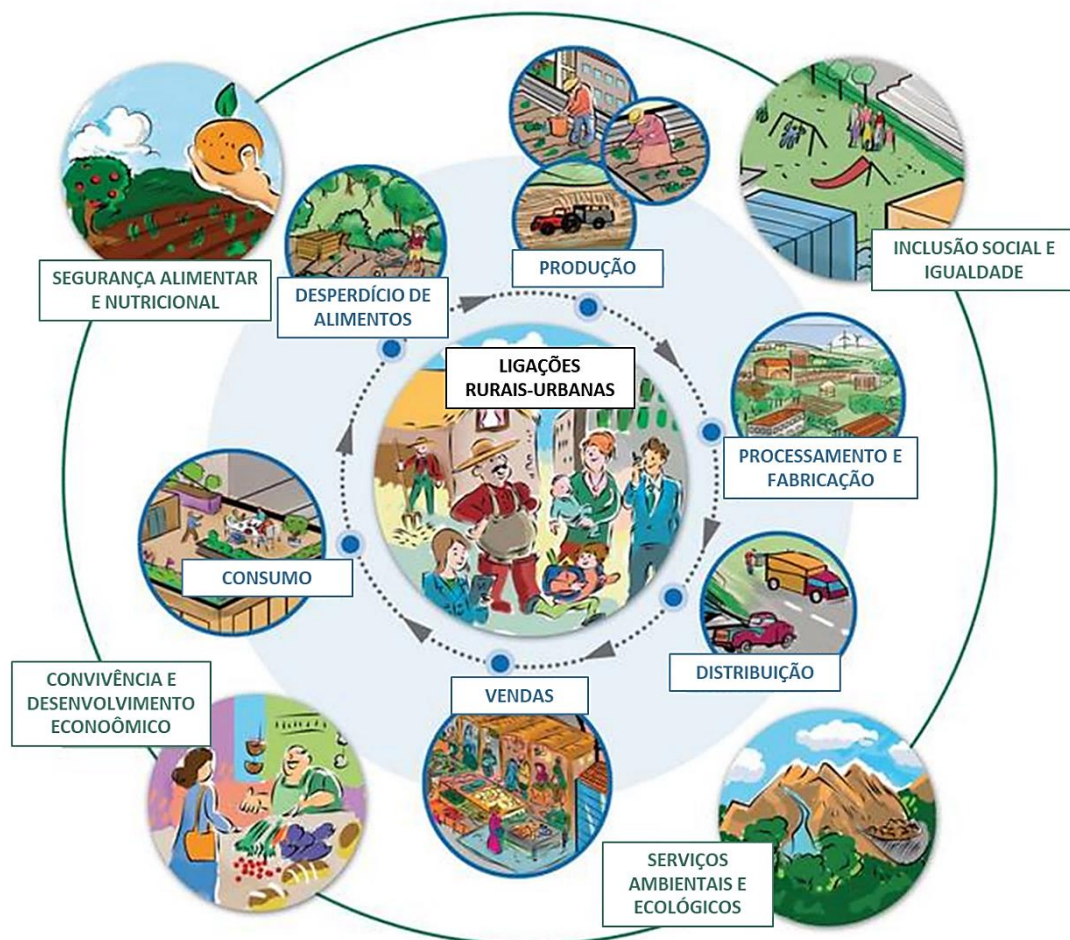 SEGURANÇA ALIMENTAR
E NUTRICIONAL
DESPERDÍCIO DE
ALIMENTOS
PRODUÇÃO
INCLUSÃO SOCIAL E
IGUALDADE
LIGAÇÕES
RURAIS-URBANAS
PROCESSAMENTO E
FABRICAÇÃO
CONSUMO
DISTRIBUIÇÃO
VENDAS
CONVIVÊNCIA E
DESENVOLVIMENTO
ECONOÔMICO
SERVIÇOS
AMBIENTAIS E
ECOLÓGICOS